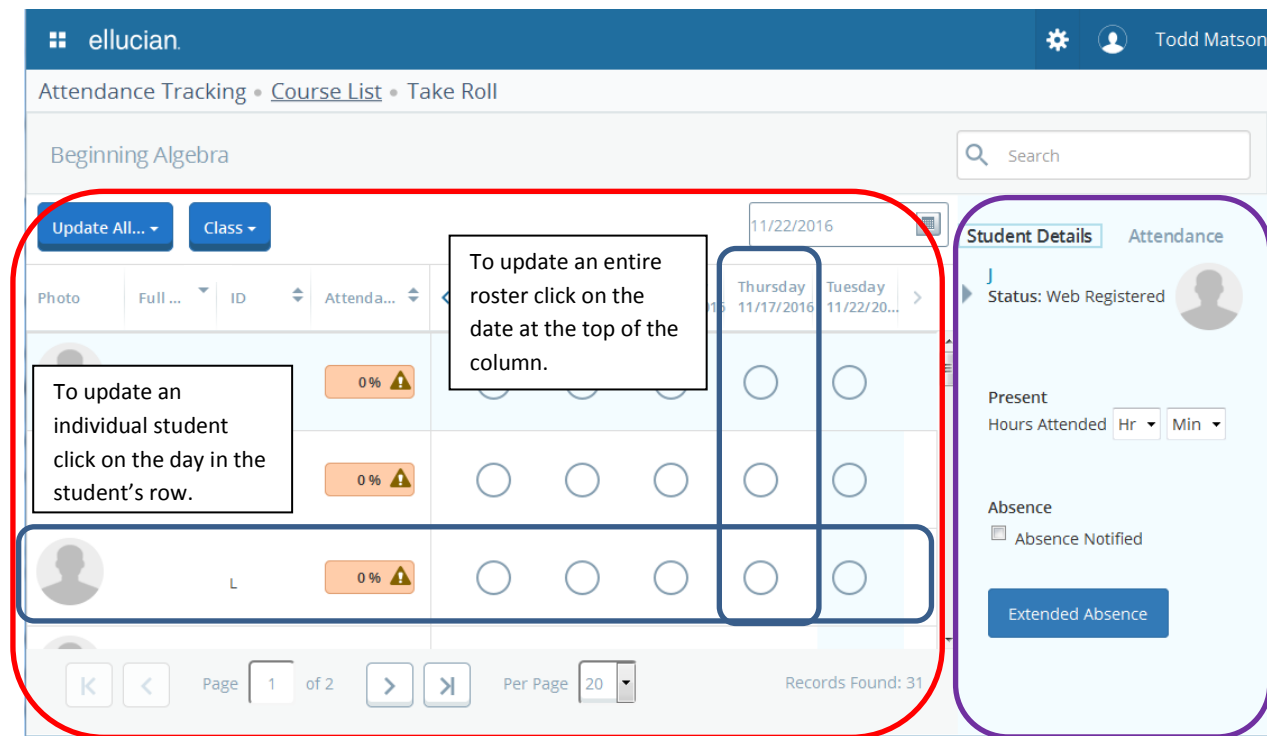 ellucian.
Todd Matson
Attendance Tracking • Course List • Take Roll
Beginning Algebra
Search
Update All...
Class
11/22/2016
Photo
Full ...
ID
Attenda...
Thursday
11/17/2016
Tuesday
11/22/20...
To update an entire
roster click on the
date at the top of the
column.
To update an
individual student
click on the day in the
student’s row.
0 %
0 %
L
0 %
Page 1 of 2
Per Page 20
Records Found: 31
Student Details
Attendance
J
Status: Web Registered
Present
Hours Attended Hr Min
Absence
Absence Notified
Extended Absence